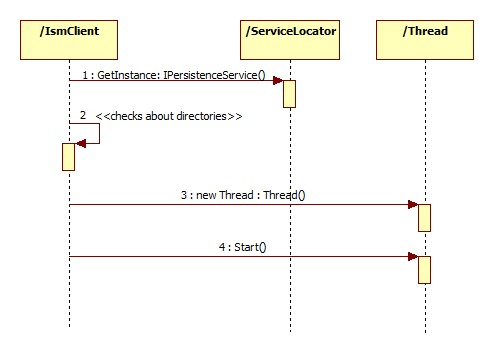 /IsmClient
/ServiceLocator
/Thread
1 : GetInstance: IPersistenceService()
2 <<checks about directories>>
3 : new Thread : Thread()
4 : Start()